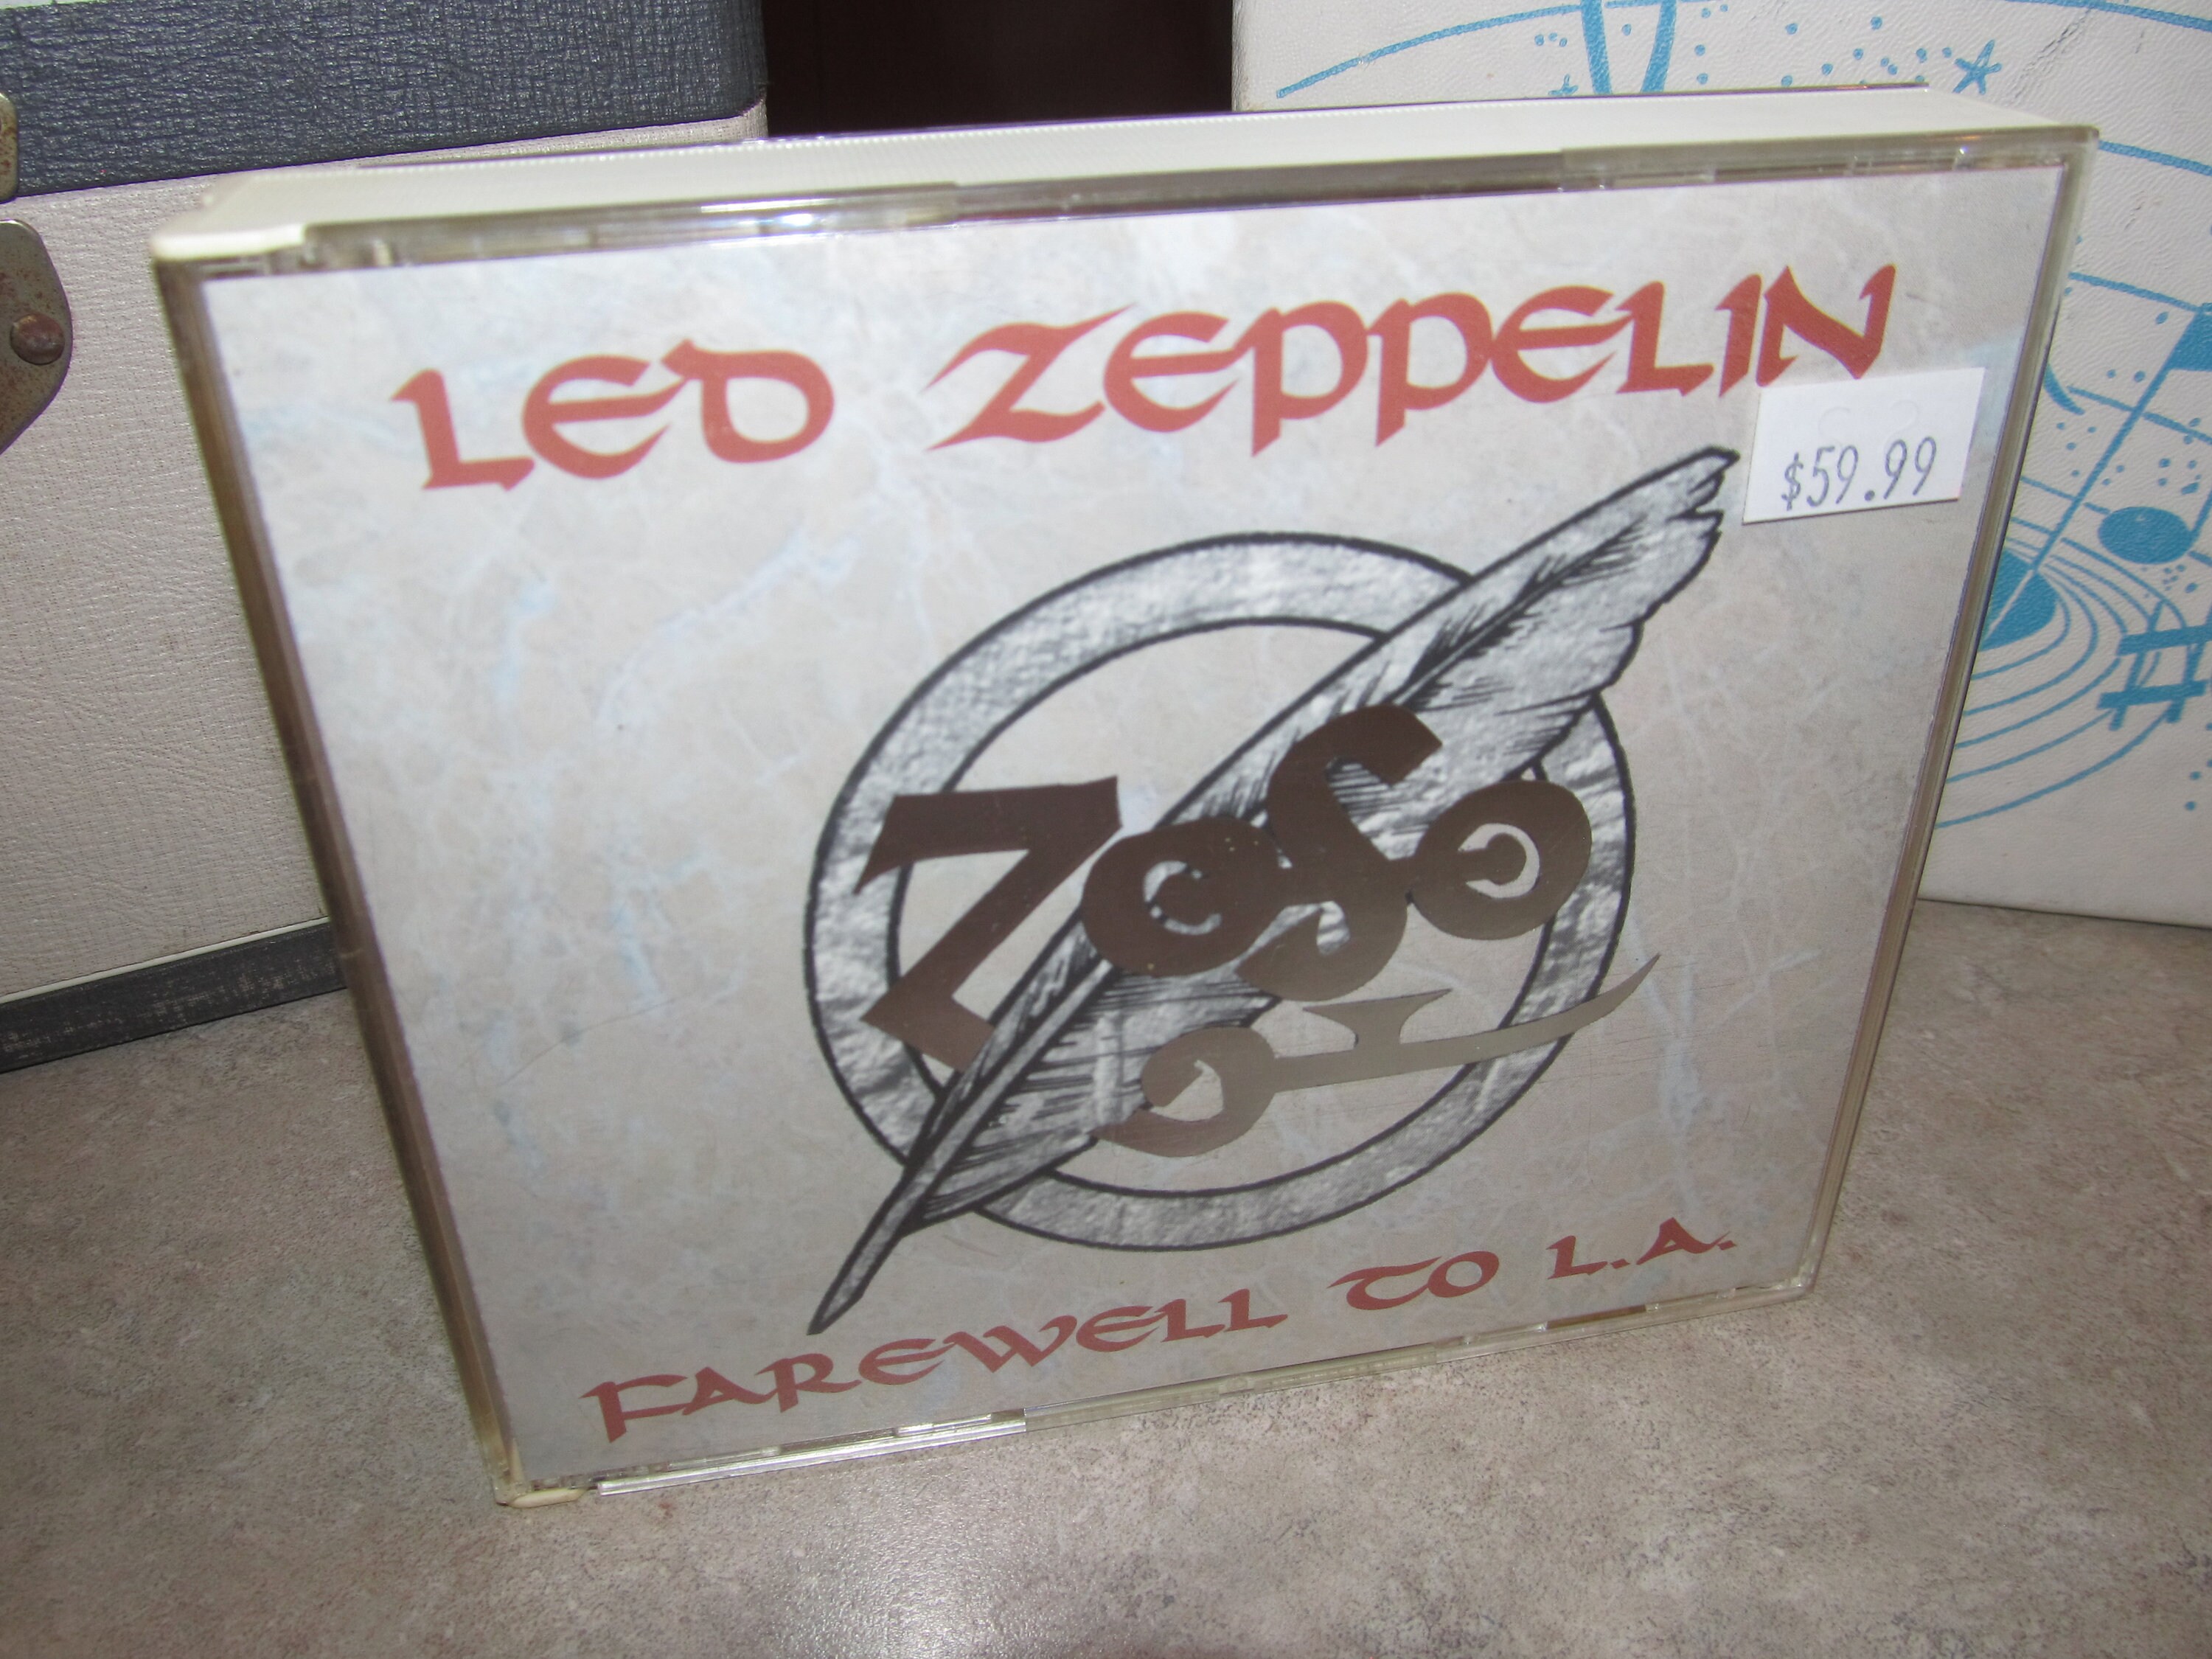 LED ZEPPELIN
$59.99
ZoSo
FAREWELL TO L.A.